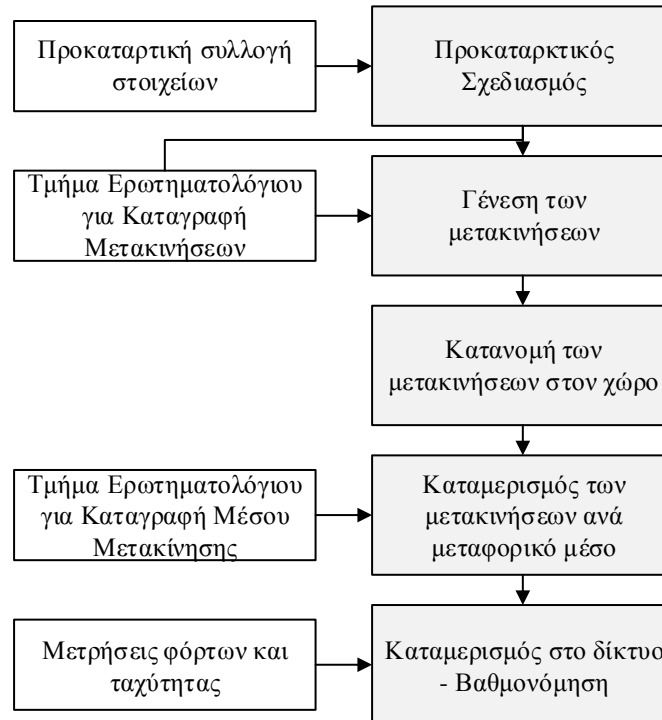 Προκαταρτική συλλογή
στοιχείων
Προκαταρκτικός
Σχεδιασμός
Τμήμα Ερωτηματολόγιου
για Καταγραφή
Μετακινήσεων
Γένεση των
μετακινήσεων
Κατανομή των
μετακινήσεων στον χώρο
Τμήμα Ερωτηματολόγιου
για Καταγραφή Μέσου
Μετακίνησης
Καταμερισμός των
μετακινήσεων ανά
μεταφορικό μέσο
Μετρήσεις φόρτων και
ταχύτητας
Καταμερισμός στο δίκτυο
- Βαθμονόμηση